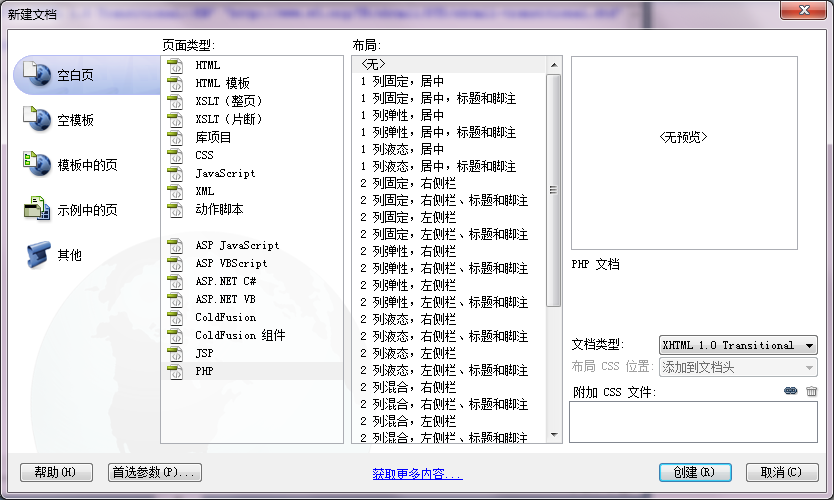 新建文档
页面类型:
布局:
空白页
空模板
模板中的页
示例中的页
其他
HTML
HTML 模板
XSLT（整页）
XSLT（片断）
库项目
CSS
JavaScript
XML
动作脚本
ASP JavaScript
ASP VBScript
ASP.NET C#
ASP.NET VB
ColdFusion
ColdFusion 组件
JSP
PHP
<无>
1 列固定，居中
1 列固定，居中，标题和脚注
1 列弹性，居中
1 列弹性，居中，标题和脚注
1 列液态，居中
1 列液态，居中，标题和脚注
2 列固定，右侧栏
2 列固定，右侧栏、标题和脚注
2 列固定，左侧栏
2 列固定，左侧栏、标题和脚注
2 列弹性，右侧栏
2 列弹性，右侧栏、标题和脚注
2 列弹性，左侧栏
2 列弹性，左侧栏、标题和脚注
2 列液态，右侧栏
2 列液态，右侧栏、标题和脚注
2 列液态，左侧栏
2 列液态，左侧栏、标题和脚注
2 列混合，右侧栏
2 列混合，右侧栏、标题和脚注
2 列混合，左侧栏
2 列混合，左侧栏、标题和脚注
<无预览>
PHP 文档
文档类型:
XHTML 1.0 Transitional
布局 CSS 位置:
添加到文档头
附加 CSS 文件:
帮助(H)
首选参数(P)...
获取更多内容...
创建(R)
取消(C)